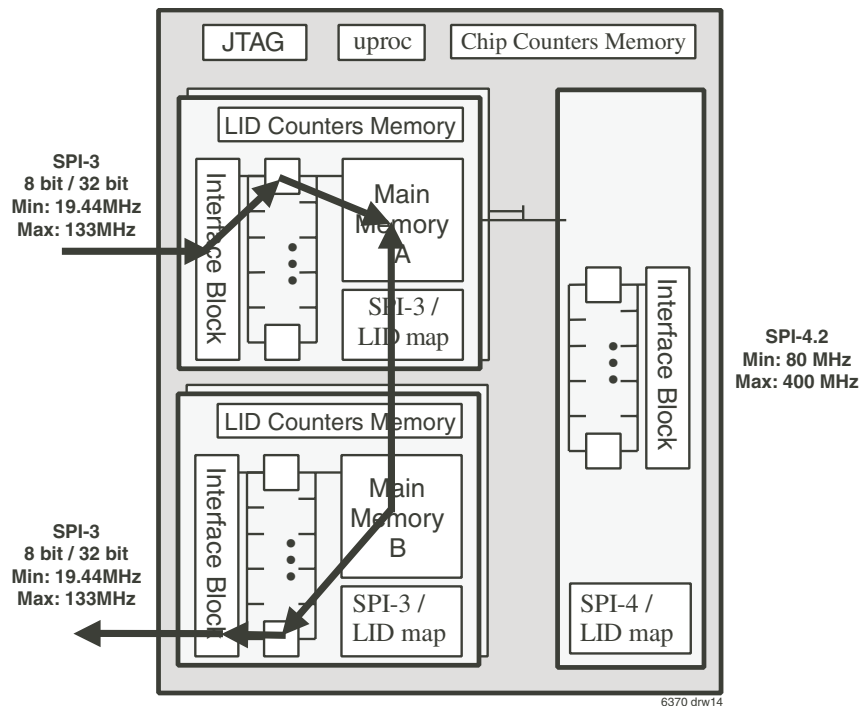 JTAG
uproc
Chip Counters Memory
LID Counters Memory
SPI-3
8 bit / 32 bit
Min: 19.44MHz
Max: 133MHz
Interface Block
Main
Memory
A
SPI-3 /
LID map
Interface Block
SPI-4.2
Min: 80 MHz
Max: 400 MHz
LID Counters Memory
SPI-3
8 bit / 32 bit
Min: 19.44MHz
Max: 133MHz
Interface Block
Main
Memory
B
SPI-3 /
LID map
SPI-4 /
LID map
6370 drw14